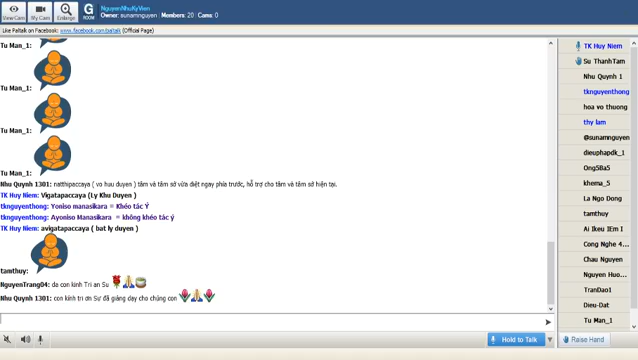 NguyenNhuKyVien
Owner: sunamnguyen | Members: 20 | Cams: 0
View Cam
My Cam
Enlarge
G
ROOM
Like Paltalk on Facebook: www.facebook.com/paltalk (Official Page)
Tu Man_1:
Tu Man_1:
Tu Man_1:
Tu Man_1:
Nhu Quynh 1301: natthipaccaya ( vo huu duyen ) tâm và tâm sở vừa diệt ngay phía trước, hỗ trợ cho tâm và tâm sở hiện tại.
TK Huy Niem: Vigatapaccaya (Ly Khu Duyen )
tknguyenthong: Yoniso manasikara = Khéo tác Ý
tknguyenthong: Ayoniso Manasikara = không khéo tác ý
TK Huy Niem: avigatapaccaya ( bat ly duyen )
tamthuy:
NguyenTrang04: da con kinh Tri an Su
Nhu Quynh 1301: con kính tri ơn Sư đã giảng dạy cho chúng con
Hold to Talk
TK Huy Niem
Su ThanhTam
Nhu Quynh 1
tknguyenthong
hoa vo thuong
thy lam
@sunamnguyen
dieuphapdk_1
Ong5Ba5
khema_5
La Ngo Dong
tamthuy
Ai Ikeu IEm I
Cong Nghe 4...
Chau Nguyen
Nguyen Huo...
TranDao1
Dieu-Dat
Tu Man_1
Raise Hand